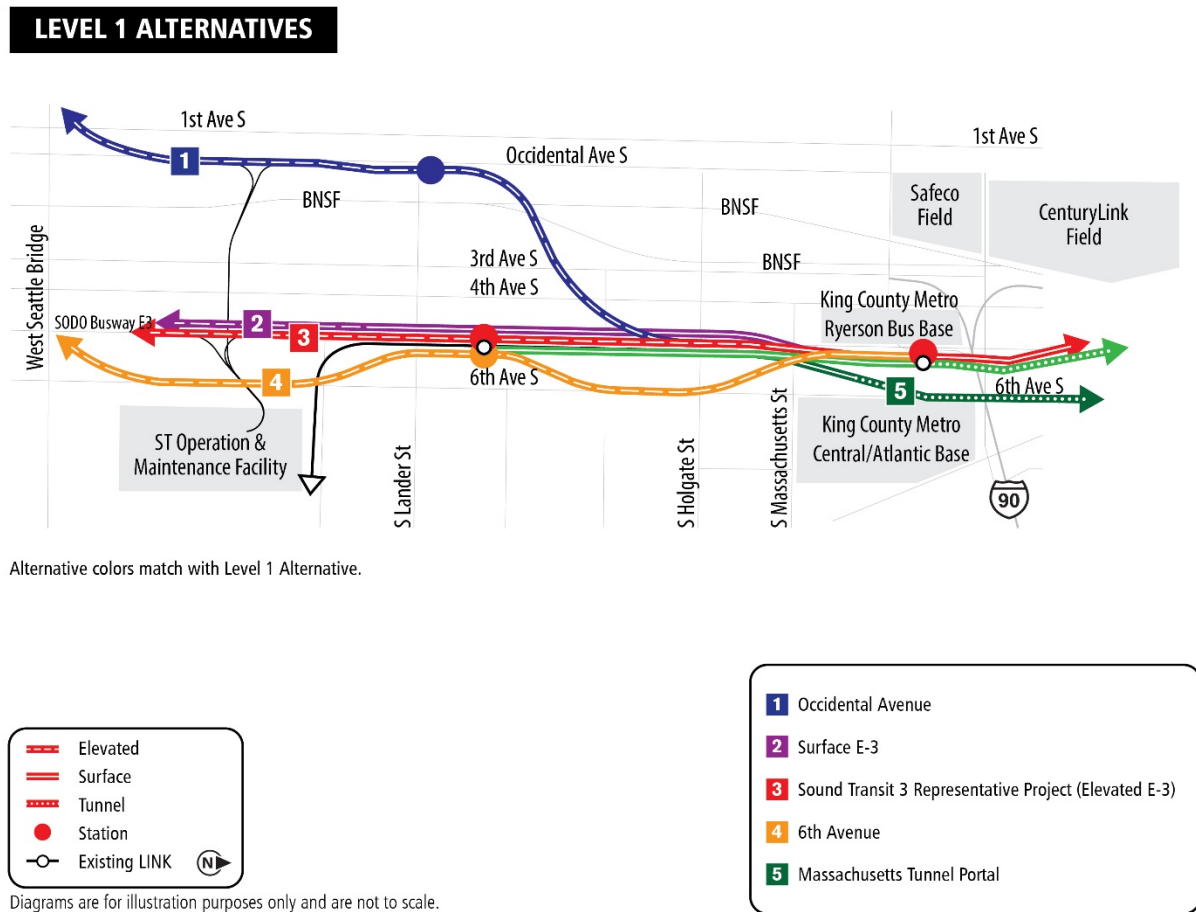 LEVEL 1 ALTERNATIVES
1st Ave S
1st Ave S
1
Occidental Ave S
BNSF
BNSF
Safeco
Field
CenturyLink
Field
3rd Ave S
BNSF
4th Ave S
West Seattle Bridge
SODO Busway E3
2
3
King County Metro
Ryerson Bus Base
4
6th Ave S
5
6th Ave S
ST Operation &
Maintenance Facility
S Lander St
S Holgate St
S Massachusetts St
King County Metro
Central/Atlantic Base
90
Alternative colors match with Level 1 Alternative.
Elevated
Surface
Tunnel
Station
Existing LINK
N
1 Occidental Avenue
2 Surface E-3
3 Sound Transit 3 Representative Project (Elevated E-3)
4 6th Avenue
5 Massachusetts Tunnel Portal
Diagrams are for illustration purposes only and are not to scale.